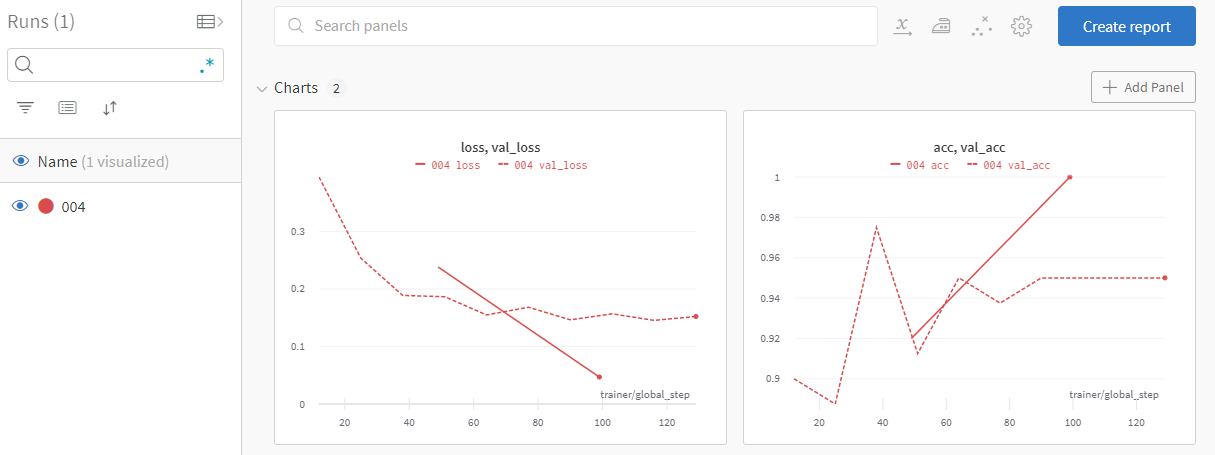 Runs (1)
.*
Name (1 visualized)
004
Search panels
Create report
Charts 2
Add Panel
loss, val_loss
004 loss 004 val_loss
0.3
0.2
0.1
0
trainer/global_step
20 40 60 80 100 120
acc, val_acc
004 acc 004 val_acc
1
0.98
0.96
0.94
0.92
0.9
trainer/global_step
20 40 60 80 100 120